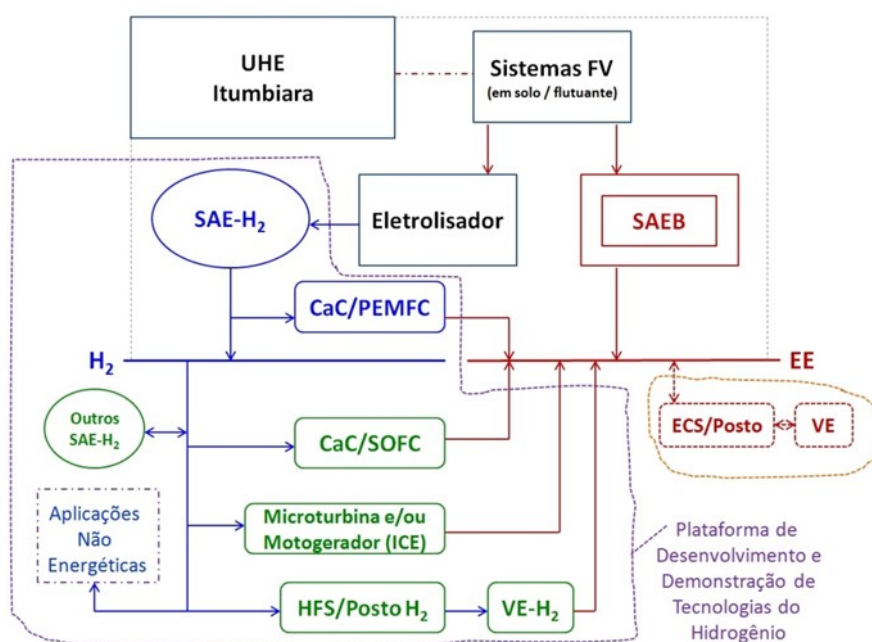 UHE
Itumbiara
Sistemas FV
(em solo / flutuante)
SAE-H₂
Eletrolisador
SAEB
CaC/PEMFC
H₂
EE
Outros
SAE-H₂
CaC/SOFC
ECS/Posto
VE
Aplicações
Não
Energéticas
Microturbina e/ou
Motogerador (ICE)
HFS/Posto H₂
VE-H₂
Plataforma de
Desenvolvimento e
Demonstração de
Tecnologias do
Hidrogênio